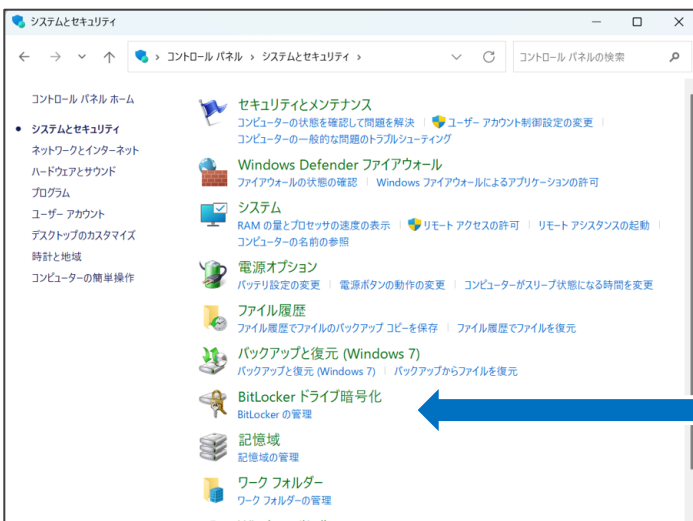 システムとセキュリティ
コントロール パネル › システムとセキュリティ ›
コントロール パネルの検索
コントロール パネル ホーム
システムとセキュリティ
ネットワークとインターネット
ハードウェアとサウンド
プログラム
ユーザー アカウント
デスクトップのカスタマイズ
時計と地域
コンピューターの簡単操作
セキュリティとメンテナンス
コンピューターの状態を確認して問題を解決
ユーザー アカウント制御設定の変更
コンピューターの一般的な問題のトラブルシューティング
Windows Defender ファイアウォール
ファイアウォールの状態の確認
Windows ファイアウォールによるアプリケーションの許可
システム
RAM の量とプロセッサの速度の表示
リモート アクセスの許可
リモート アシスタンスの起動
コンピューターの名前の参照
電源オプション
バッテリ設定の変更
電源ボタンの動作の変更
コンピューターがスリープ状態になる時間を変更
ファイル履歴
ファイル履歴でファイルのバックアップ コピーを保存
ファイル履歴でファイルを復元
バックアップと復元 (Windows 7)
バックアップと復元 (Windows 7)
バックアップからファイルを復元
BitLocker ドライブ暗号化
BitLocker の管理
記憶域
記憶域の管理
ワーク フォルダー
ワーク フォルダーの管理